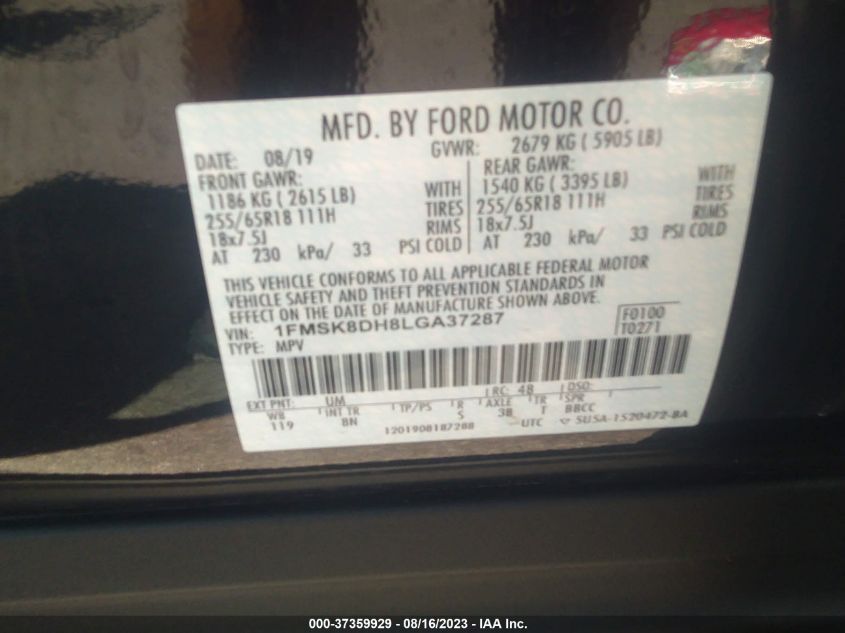 MFD. BY FORD MOTOR CO.
DATE: 08/19 GVWR: 2679 KG ( 5905 LB)
FRONT GAWR: REAR GAWR:
1186 KG ( 2615 LB) WITH 1540 KG ( 3395 LB) WITH
255/65R18 111H TIRES 255/65R18 111H TIRES
18x7.5J RIMS 18x7.5J RIMS
AT 230 kPa/ 33 PSI COLD AT 230 kPa/ 33 PSI COLD
THIS VEHICLE CONFORMS TO ALL APPLICABLE FEDERAL MOTOR
VEHICLE SAFETY AND THEFT PREVENTION STANDARDS IN
EFFECT ON THE DATE OF MANUFACTURE SHOWN ABOVE.
VIN: 1FMSK8DH8LGA37287 F0100
TYPE: MPV T0271
EXT PNT: UM RC: 48 DSO:
WB INT TR TP/PS R AXLE TR SPR
119 BN S 3B T BBCC
1201908187288 UTC ▽ 5U5A-1520472-BA
000-37359929 - 08/16/2023 - IAA Inc.